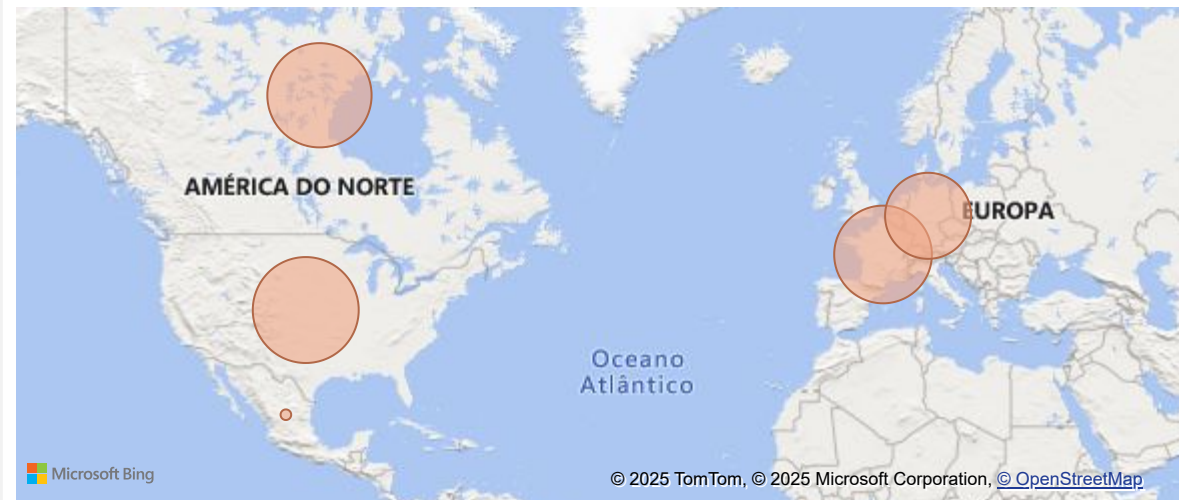 AMÉRICA DO NORTE
EUROPA
Oceano
Atlântico
Microsoft Bing
© 2025 TomTom, © 2025 Microsoft Corporation, © OpenStreetMap